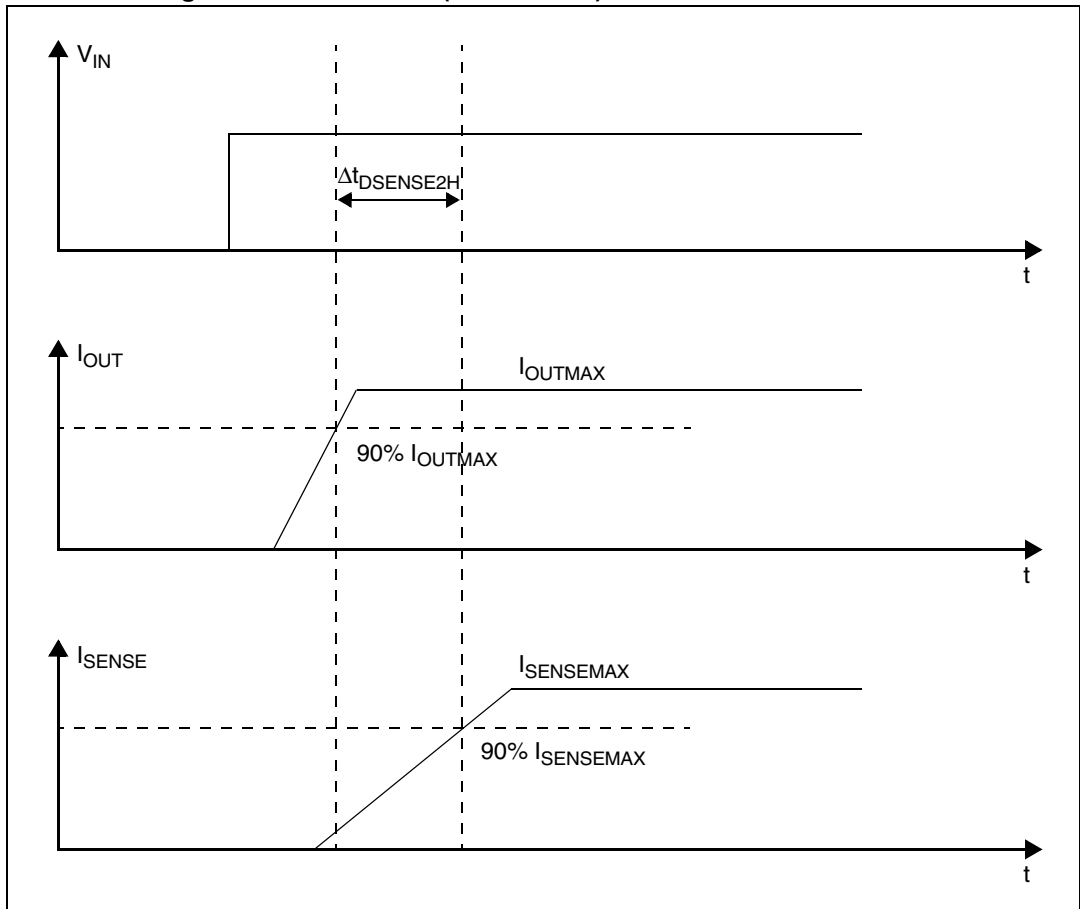 V_IN
Δt_DSENSE2H
t
I_OUT
I_OUTMAX
90% I_OUTMAX
t
I_SENSE
I_SENSEMAX
90% I_SENSEMAX
t